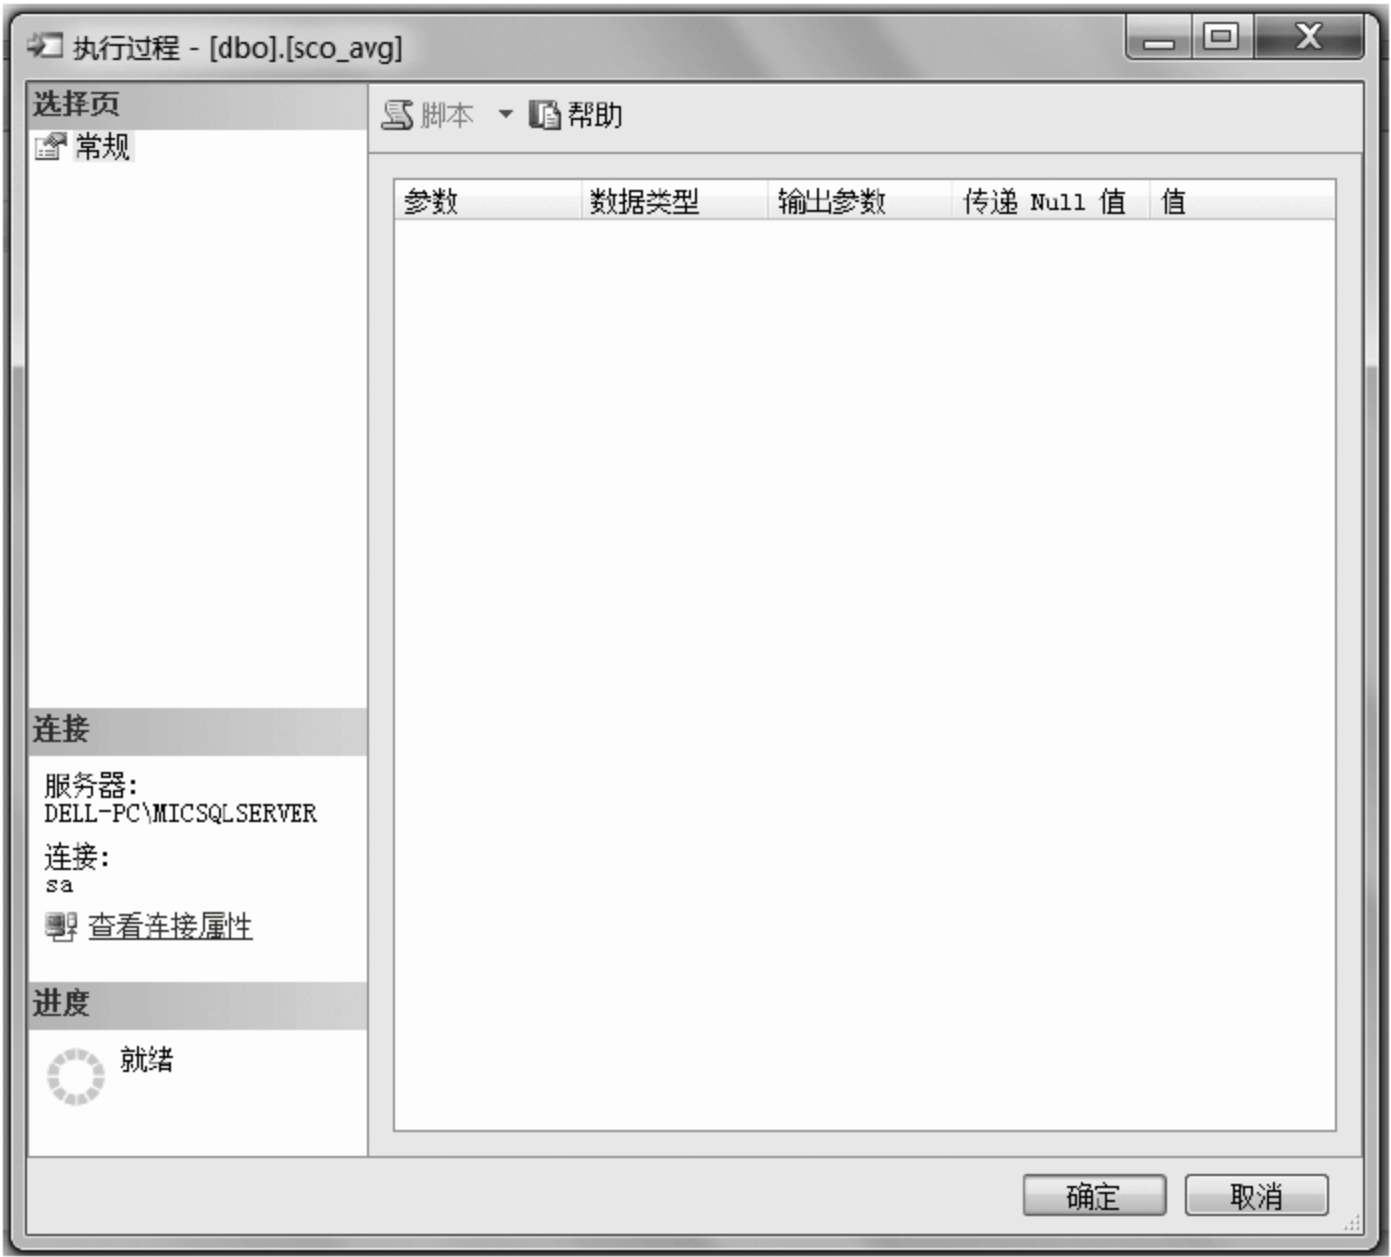 执行过程 - [dbo].[sco_avg]
选择页
常规
脚本 帮助
参数 数据类型 输出参数 传递 Null 值 值
连接
服务器:
DELL-PC\MICSQLSERVER
连接:
sa
查看连接属性
进度
就绪
确定 取消